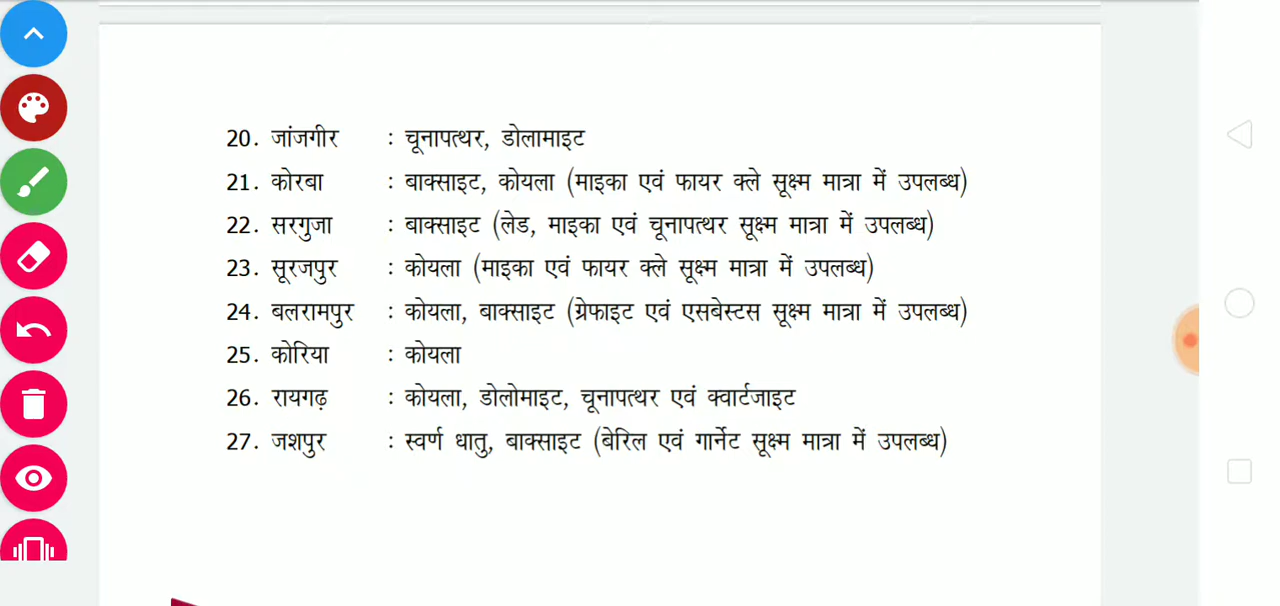 20. जांजगीर : चूनापत्थर, डोलामाइट
21. कोरबा : बाक्साइट, कोयला (माइका एवं फायर क्ले सूक्ष्म मात्रा में उपलब्ध)
22. सरगुजा : बाक्साइट (लेड, माइका एवं चूनापत्थर सूक्ष्म मात्रा में उपलब्ध)
23. सूरजपुर : कोयला (माइका एवं फायर क्ले सूक्ष्म मात्रा में उपलब्ध)
24. बलरामपुर : कोयला, बाक्साइट (ग्रेफाइट एवं एसबेस्टस सूक्ष्म मात्रा में उपलब्ध)
25. कोरिया : कोयला
26. रायगढ़ : कोयला, डोलोमाइट, चूनापत्थर एवं क्वार्टजाइट
27. जशपुर : स्वर्ण धातु, बाक्साइट (बेरिल एवं गार्नेट सूक्ष्म मात्रा में उपलब्ध)